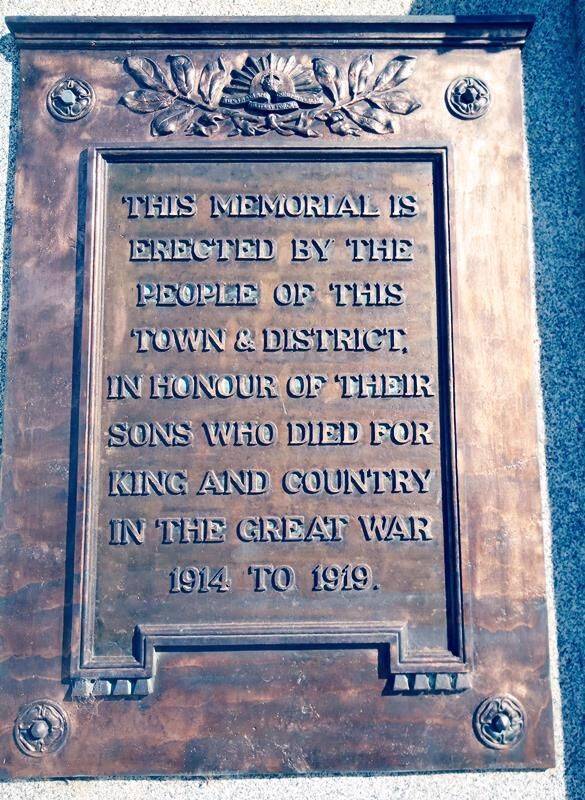 THIS MEMORIAL IS
ERECTED BY THE
PEOPLE OF THIS
TOWN & DISTRICT,
IN HONOUR OF THEIR
SONS WHO DIED FOR
KING AND COUNTRY
IN THE GREAT WAR
1914 TO 1919.